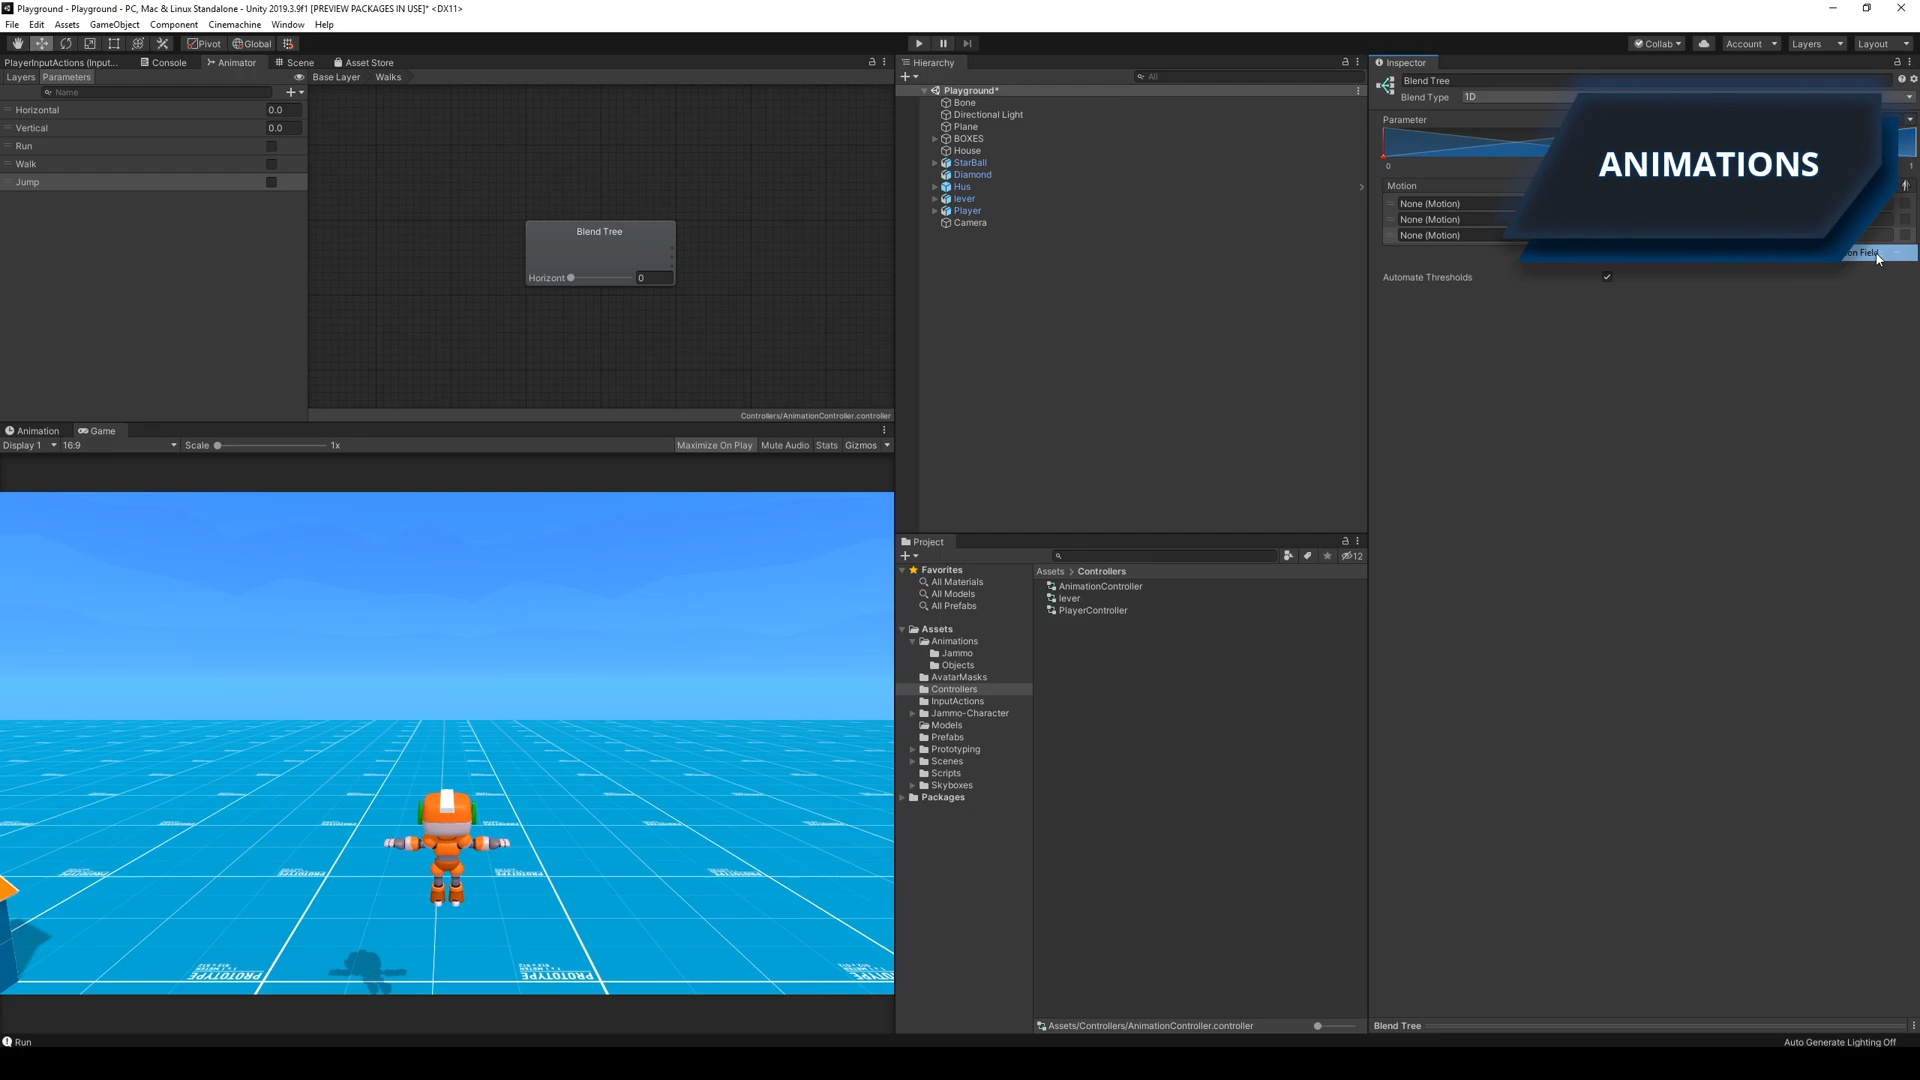 Playground - Playground - PC, Mac & Linux Standalone - Unity 2019.3.9f1 [PREVIEW PACKAGES IN USE]* <DX11>
File Edit Assets GameObject Component Cinemachine Window Help
Pivot Global Collab Account Layers Layout
PlayerInputActions (Input... Console Animator Scene Asset Store
Layers Parameters Base Layer Walks
Name
Horizontal 0.0
Vertical 0.0
Run
Walk
Jump
Blend Tree
Horizont 0
Controllers/AnimationController.controller
Animation Game
Display 1 16:9 Scale 1x Maximize On Play Mute Audio Stats Gizmos
PROTOTYPE
PROTOTYPE
Hierarchy
All
Playground*
Bone
Directional Light
Plane
BOXES
House
StarBall
Diamond
Hus
lever
Player
Camera
Project
12
Favorites
All Materials
All Models
All Prefabs
Assets
Animations
Jammo
Objects
AvatarMasks
Controllers
InputActions
Jammo-Character
Models
Prefabs
Prototyping
Scenes
Scripts
Skyboxes
Packages
Assets > Controllers
AnimationController
lever
PlayerController
Assets/Controllers/AnimationController.controller
Inspector
Blend Tree
Blend Type 1D
Parameter
0 1
Motion
None (Motion)
None (Motion)
None (Motion)
Field
Automate Thresholds
ANIMATIONS
Blend Tree
Run
Auto Generate Lighting Off